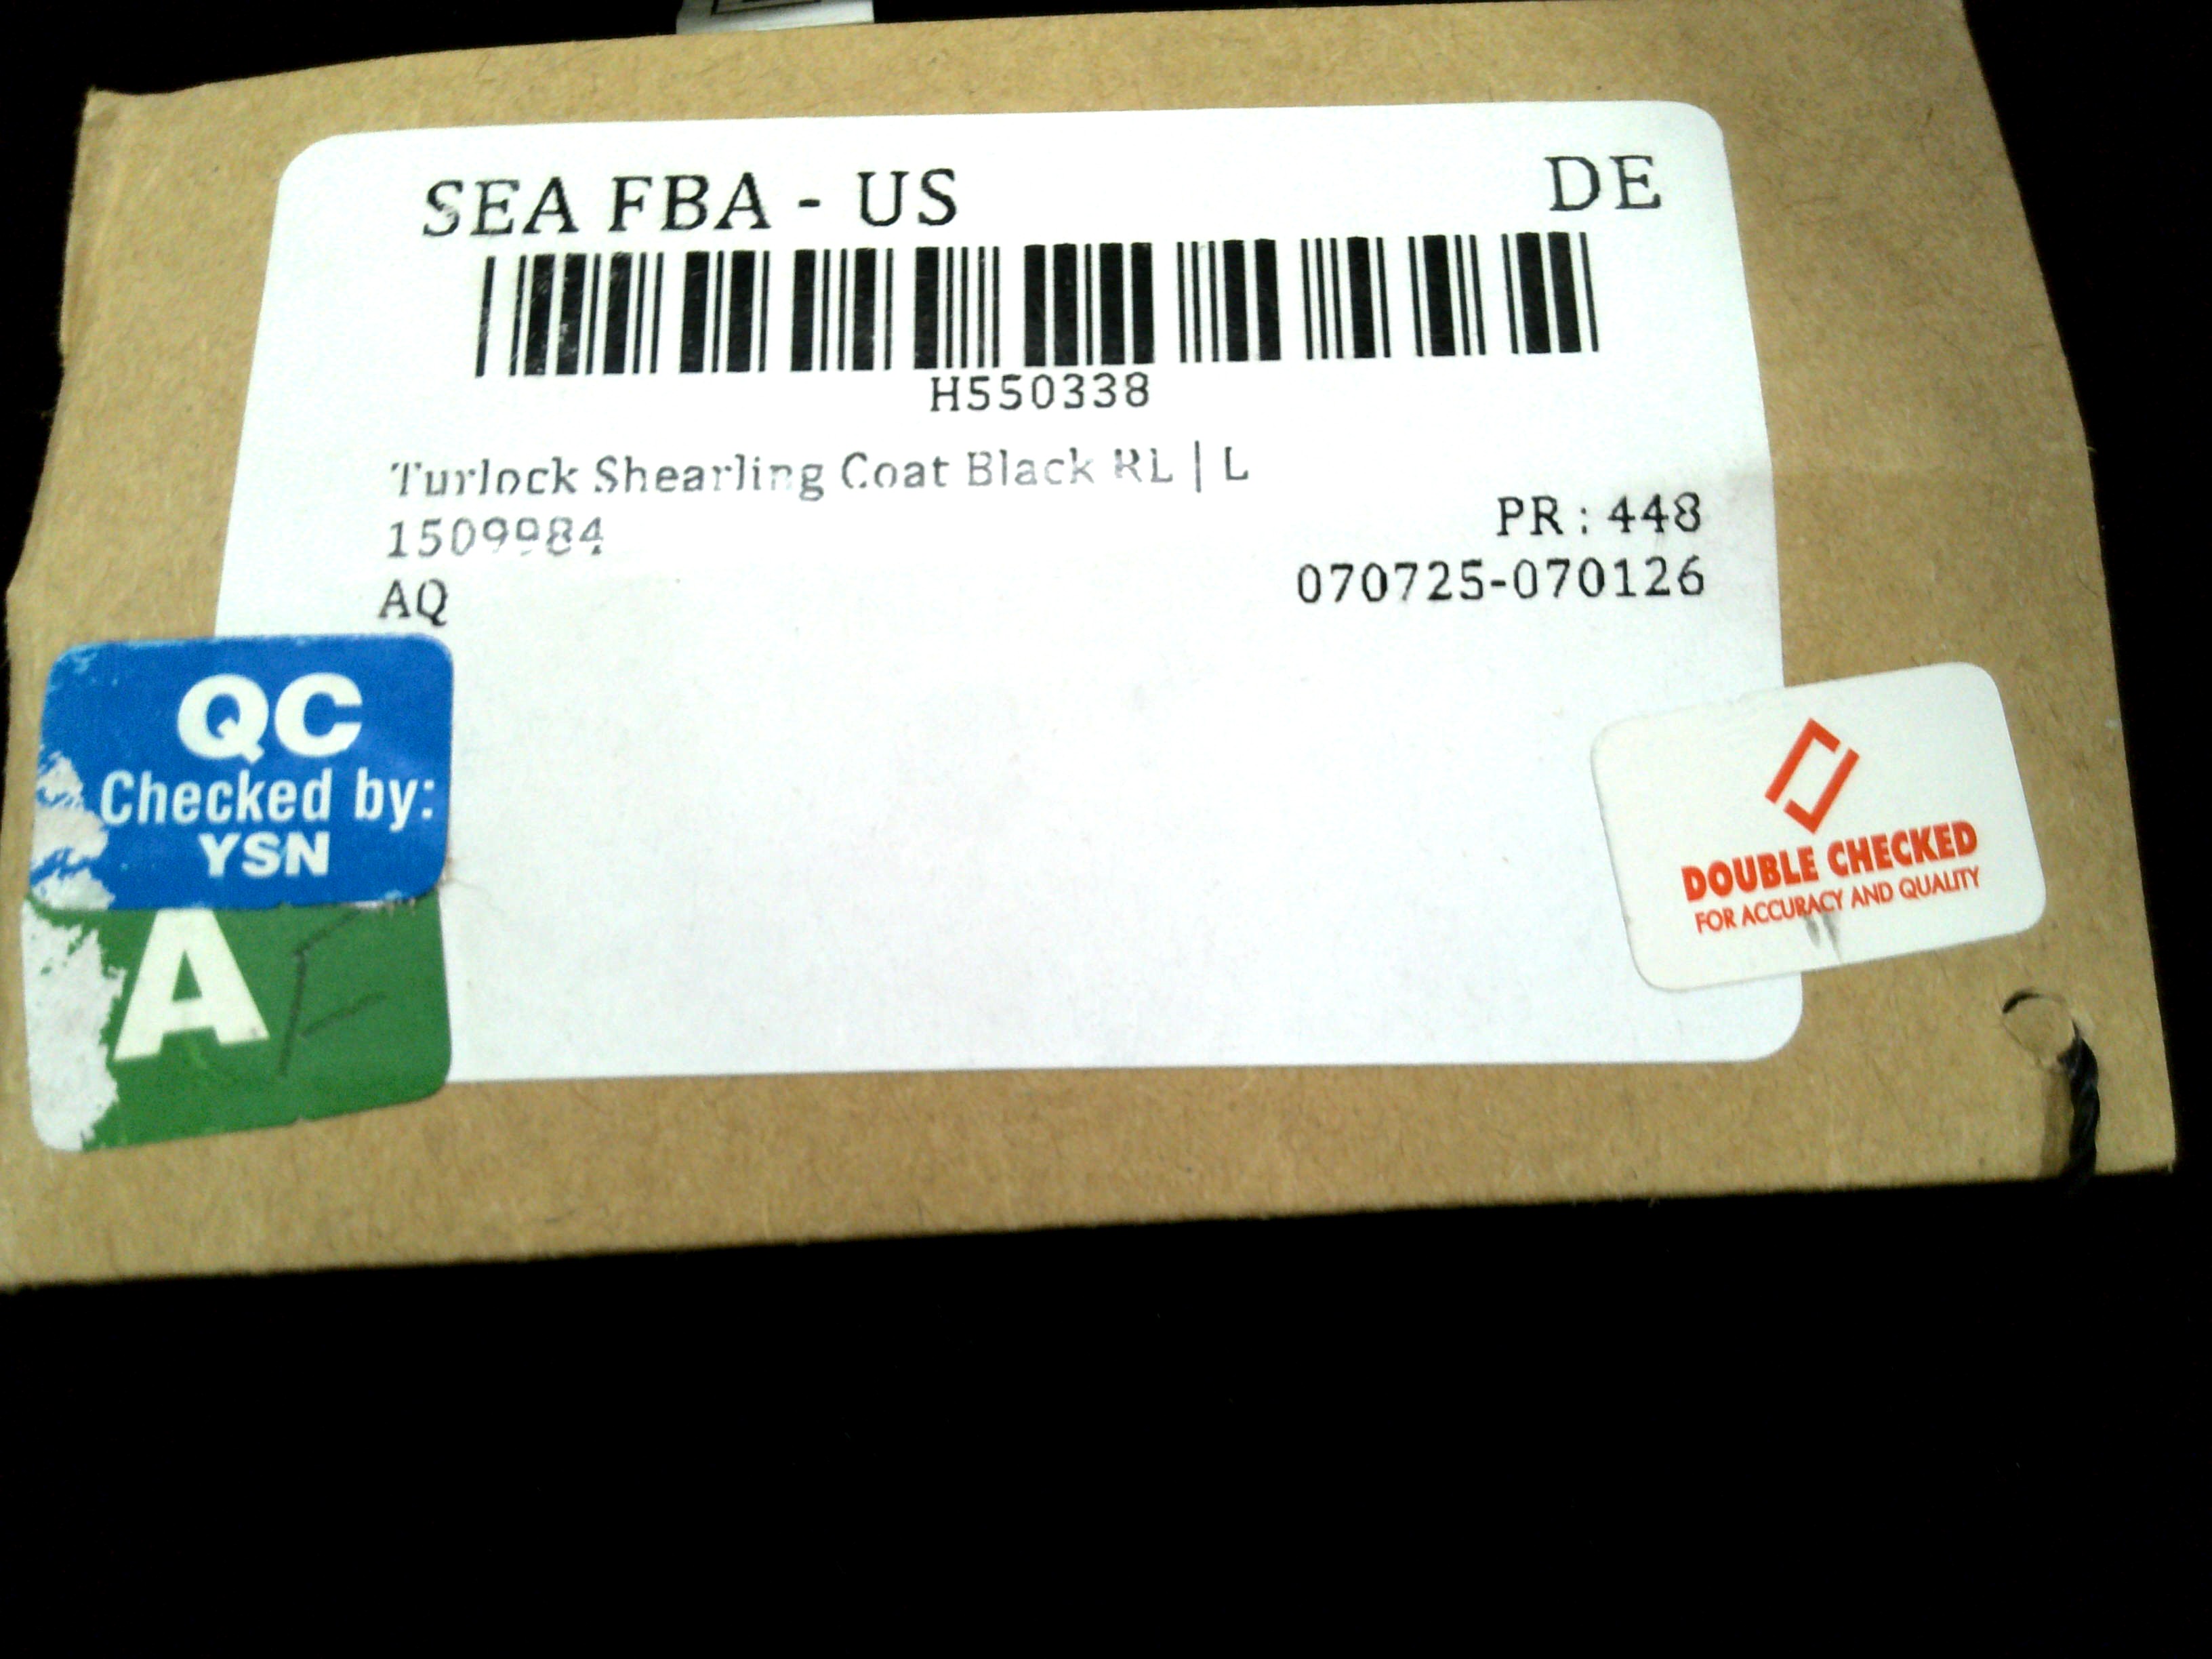 SEA FBA - US DE
H550338
Turlock Shearling Coat Black RL | L
1509984 PR : 448
AQ 070725-070126
QC
Checked by:
YSN
A
DOUBLE CHECKED
FOR ACCURACY AND QUALITY